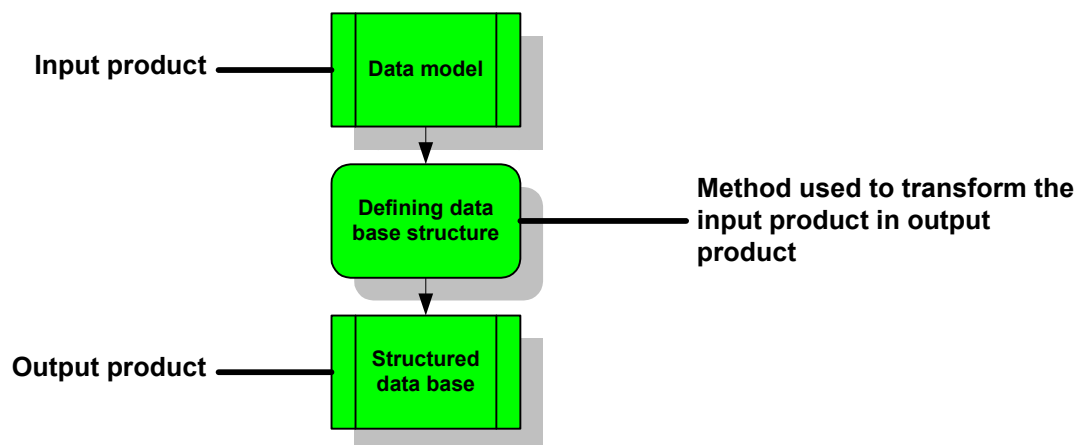 Input product
Data model
Defining data
base structure
Method used to transform the
input product in output
product
Output product
Structured
data base